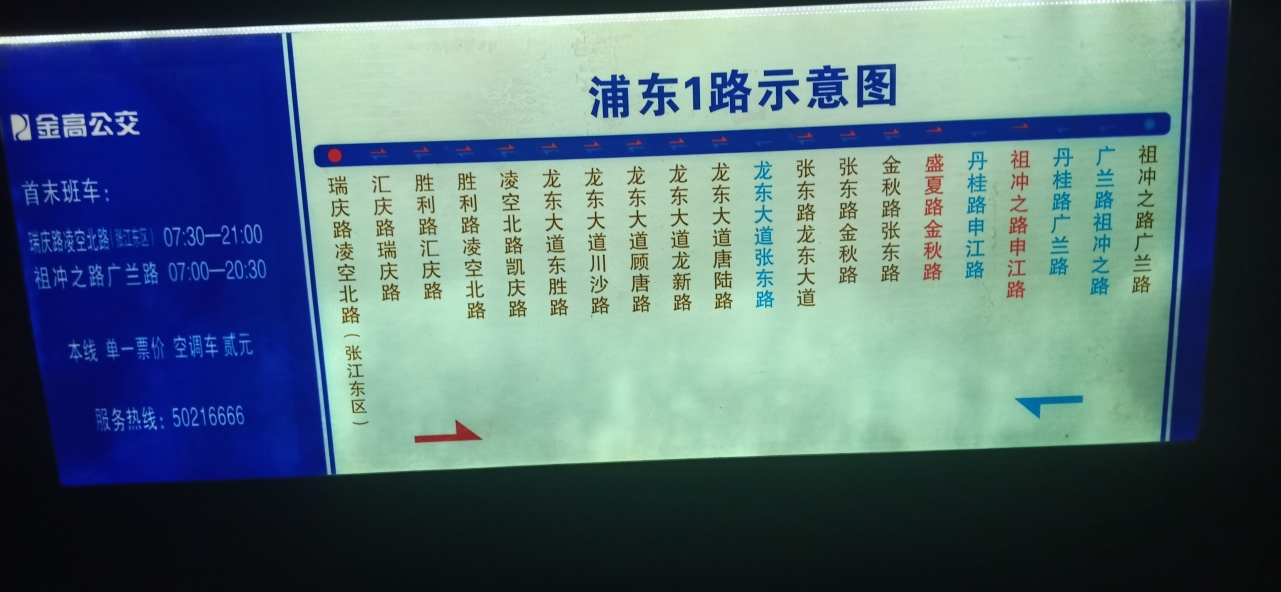 金高公交
首末班车:
瑞庆路凌空北路(张江东区) 07:30—21:00
祖冲之路广兰路 07:00—20:30
本线 单一票价 空调车 贰元
服务热线: 50216666
浦东1路示意图
瑞庆路凌空北路(张江东区)
汇庆路瑞庆路
胜利路汇庆路
胜利路凌空北路
凌空北路凯庆路
龙东大道东胜路
龙东大道川沙路
龙东大道顾唐路
龙东大道龙新路
龙东大道唐陆路
龙东大道张东路
张东路龙东大道
张东路金秋路
金秋路张东路
盛夏路金秋路
丹桂路申江路
祖冲之路申江路
丹桂路广兰路
广兰路祖冲之路
祖冲之路广兰路